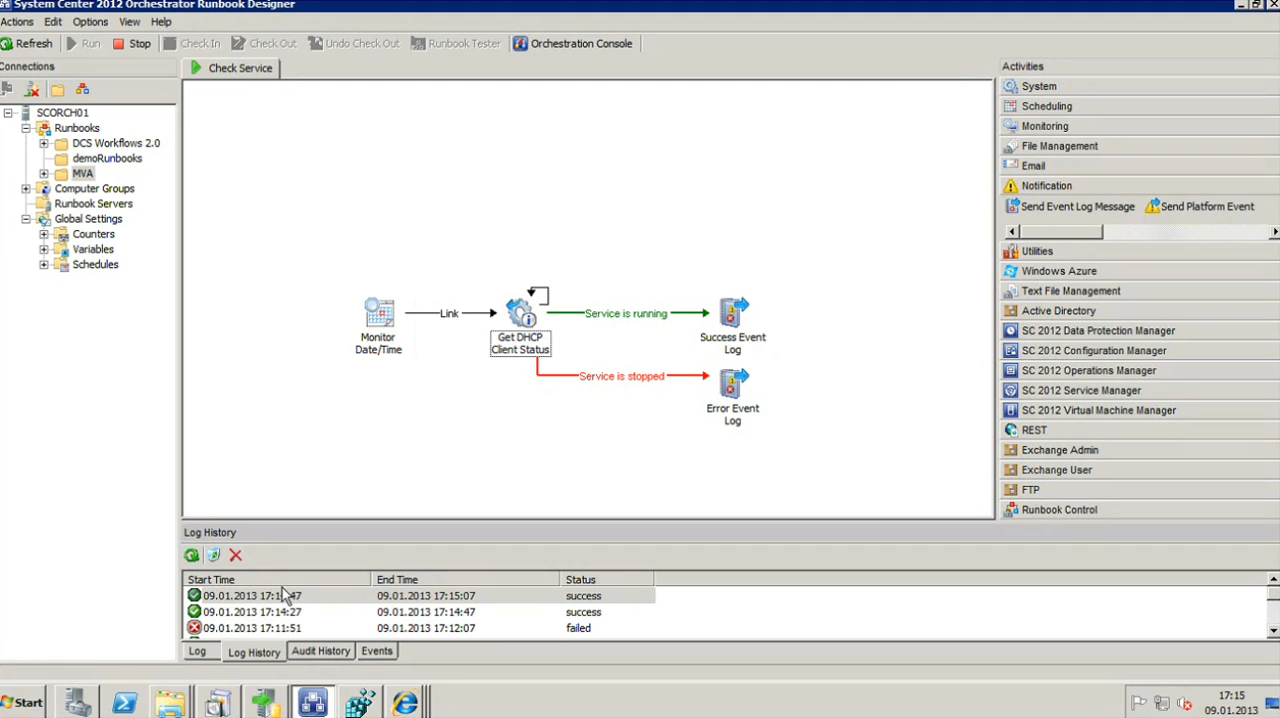 System Center 2012 Orchestrator Runbook Designer
Actions Edit Options View Help
Refresh Run Stop Check In Check Out Undo Check Out Runbook Tester Orchestration Console
Connections
SCORCH01
Runbooks
DCS Workflows 2.0
demoRunbooks
MVA
Computer Groups
Runbook Servers
Global Settings
Counters
Variables
Schedules
Check Service
Monitor
Date/Time
Link
Get DHCP
Client Status
Service is running
Success Event
Log
Service is stopped
Error Event
Log
Activities
System
Scheduling
Monitoring
File Management
Email
Notification
Send Event Log Message Send Platform Event
Utilities
Windows Azure
Text File Management
Active Directory
SC 2012 Data Protection Manager
SC 2012 Configuration Manager
SC 2012 Operations Manager
SC 2012 Service Manager
SC 2012 Virtual Machine Manager
REST
Exchange Admin
Exchange User
FTP
Runbook Control
Log History
Start Time End Time Status
09.01.2013 09.01.2013 17:15:07 success
09.01.2013 17:14:27 09.01.2013 17:14:47 success
09.01.2013 17:11:51 09.01.2013 17:12:07 failed
Log Log History Audit History Events
Start
17:15
09.01.2013